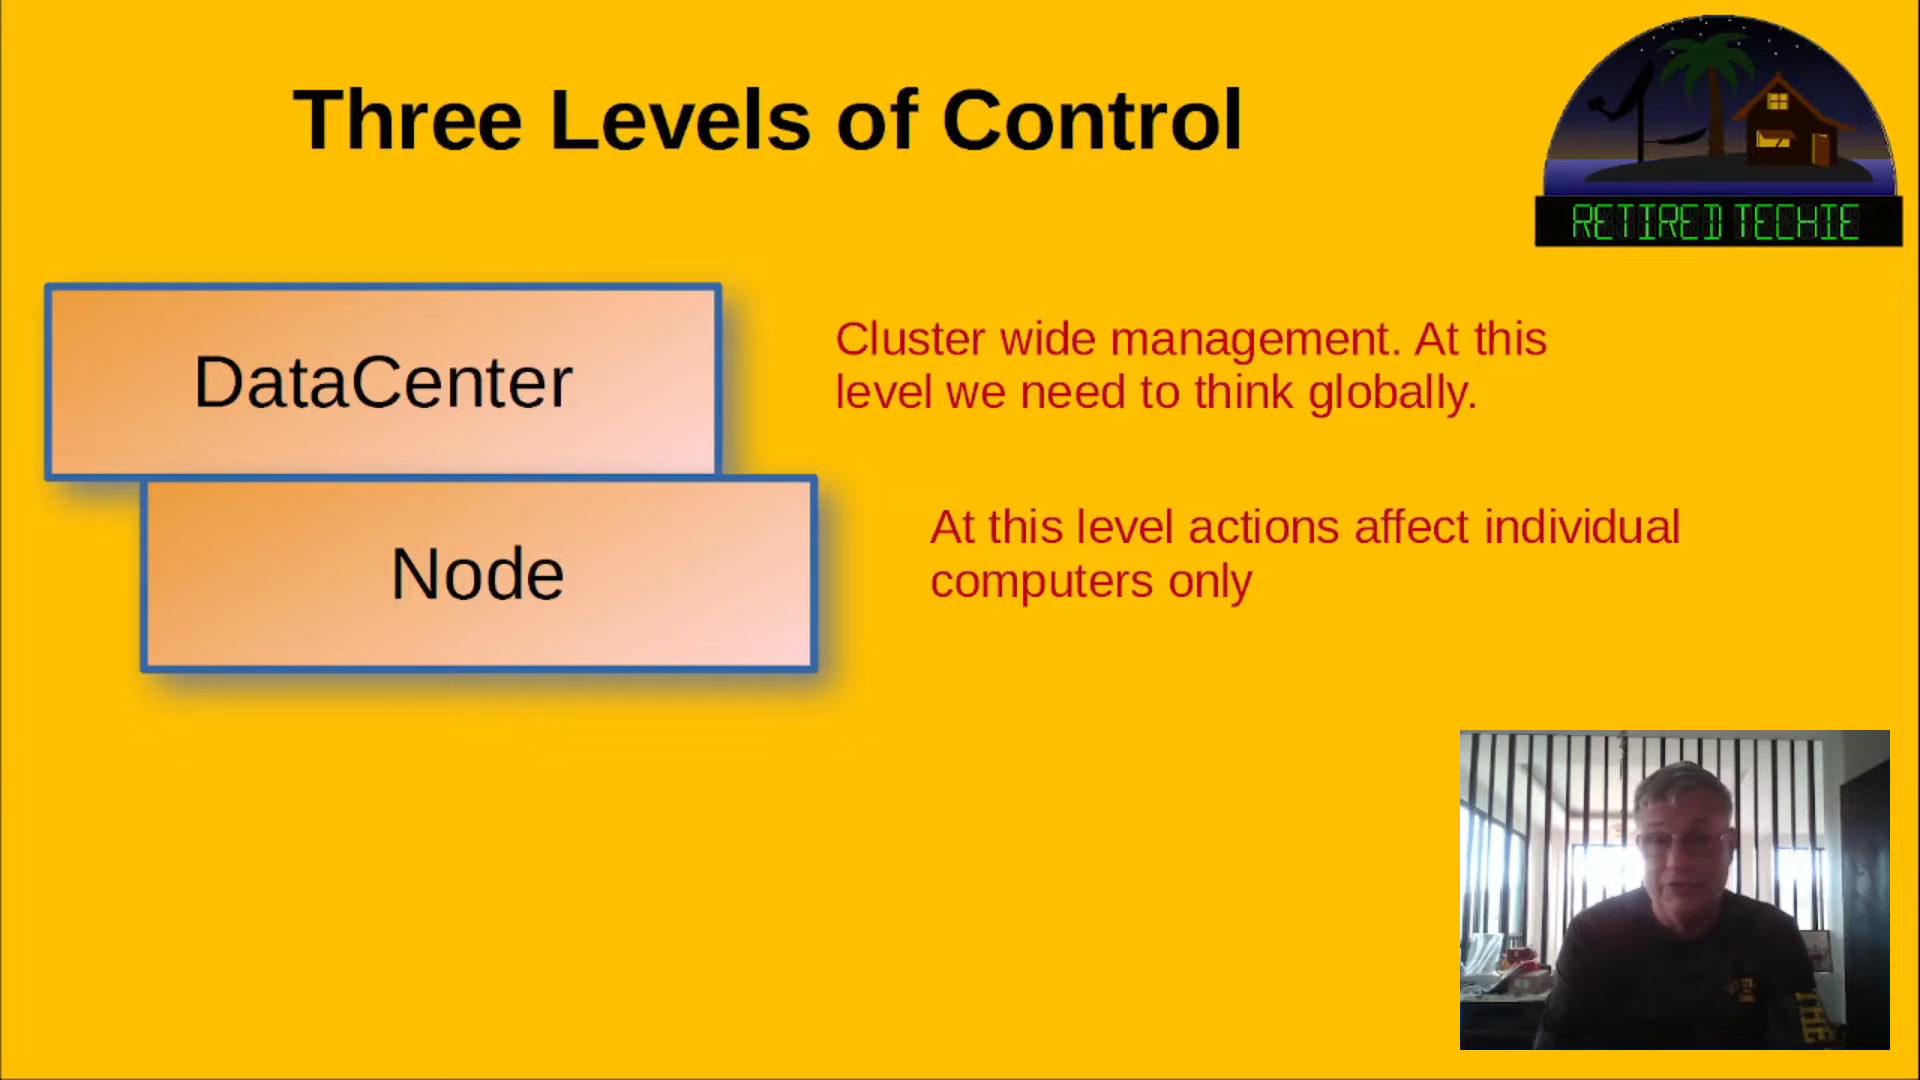 Three Levels of Control
RETIRED TECHIE
DataCenter
Cluster wide management. At this
level we need to think globally.
Node
At this level actions affect individual
computers only